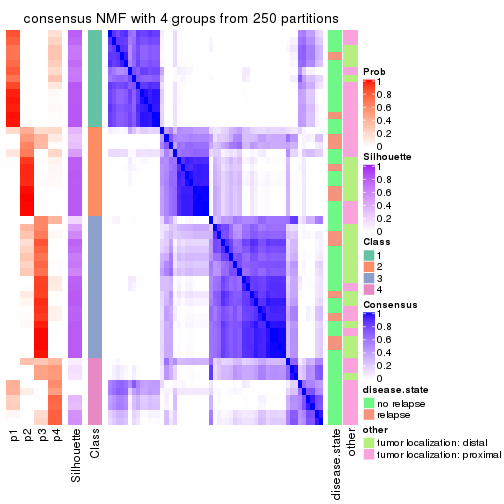 consensus NMF with 4 groups from 250 partitions
Prob
1
0.8
0.6
0.4
0.2
0
Silhouette
1
0.8
0.6
0.4
0.2
0
Class
1
2
3
4
Consensus
1
0.8
0.6
0.4
0.2
0
disease.state
no relapse
relapse
other
tumor localization: distal
tumor localization: proximal
p1
p2
p3
p4
Silhouette
Class
disease.state
other